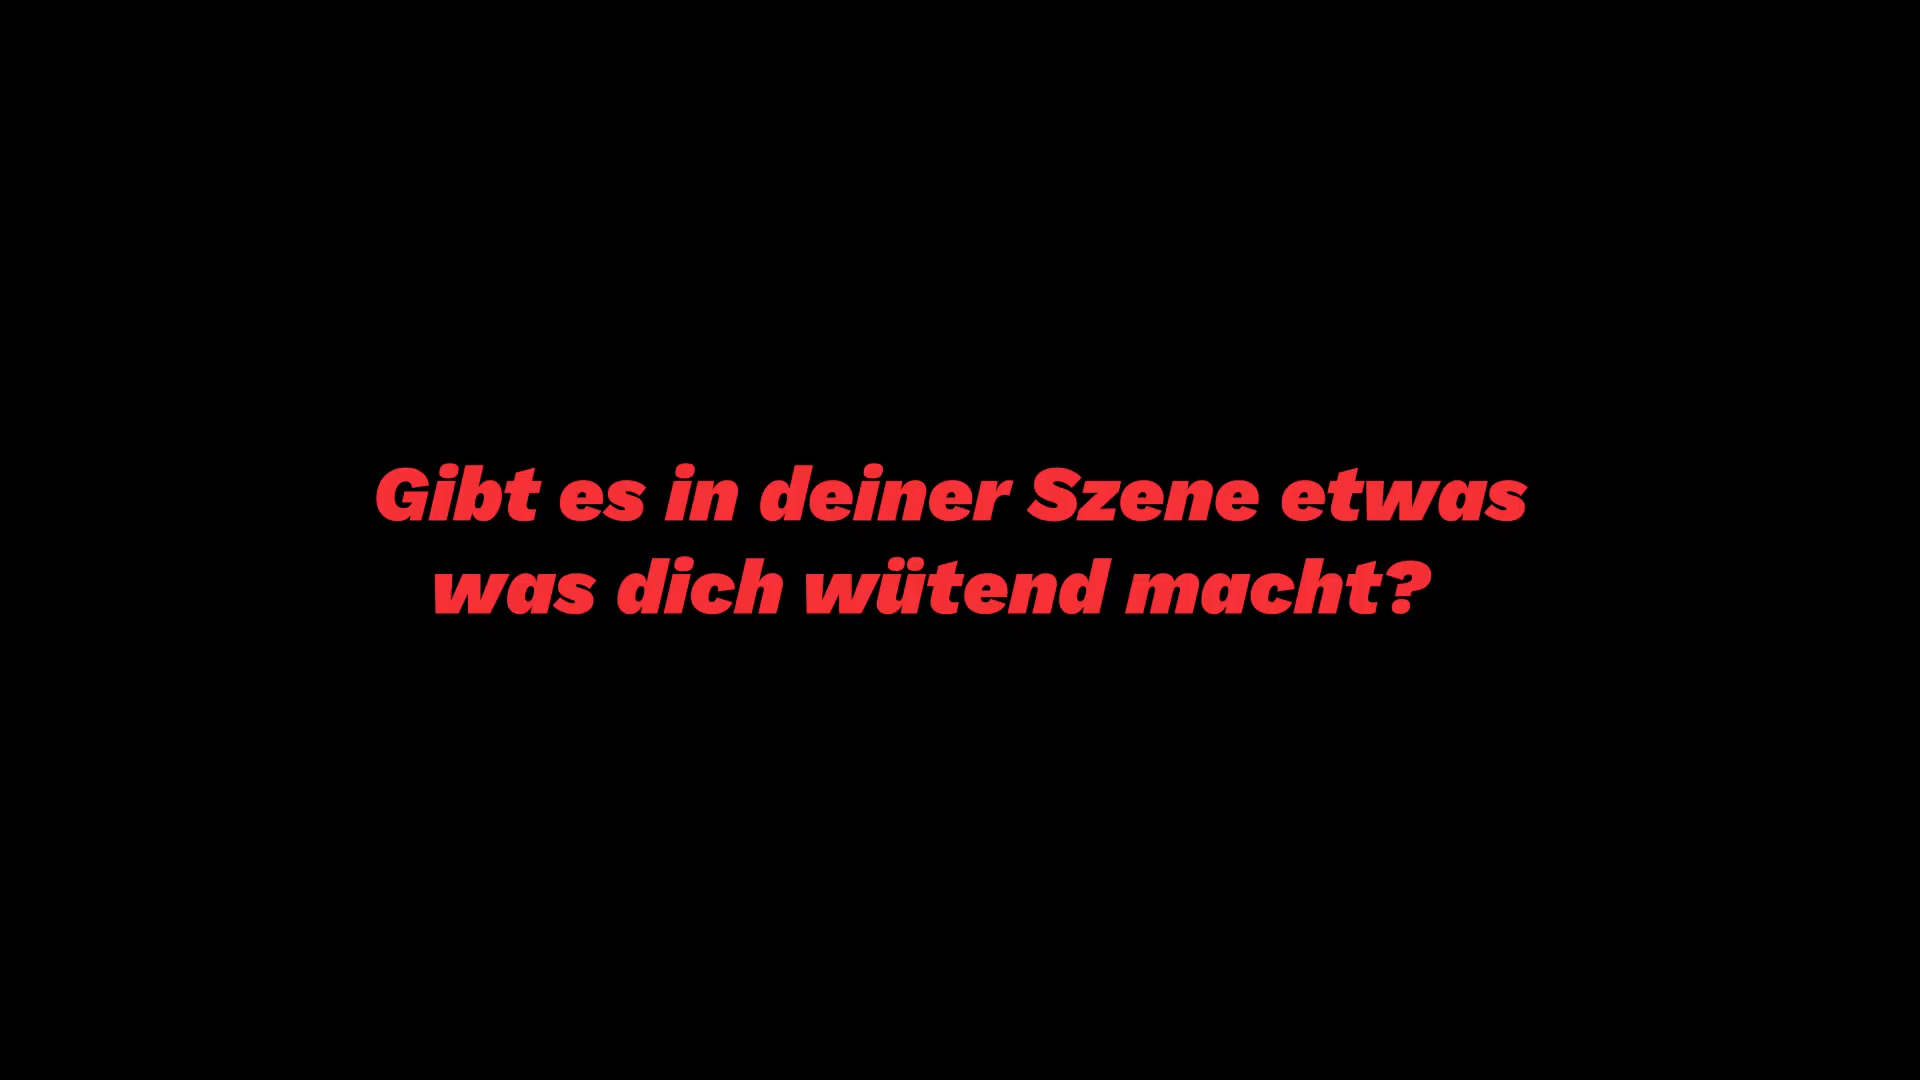 Gibt es in deiner Szene etwas
was dich wütend macht?